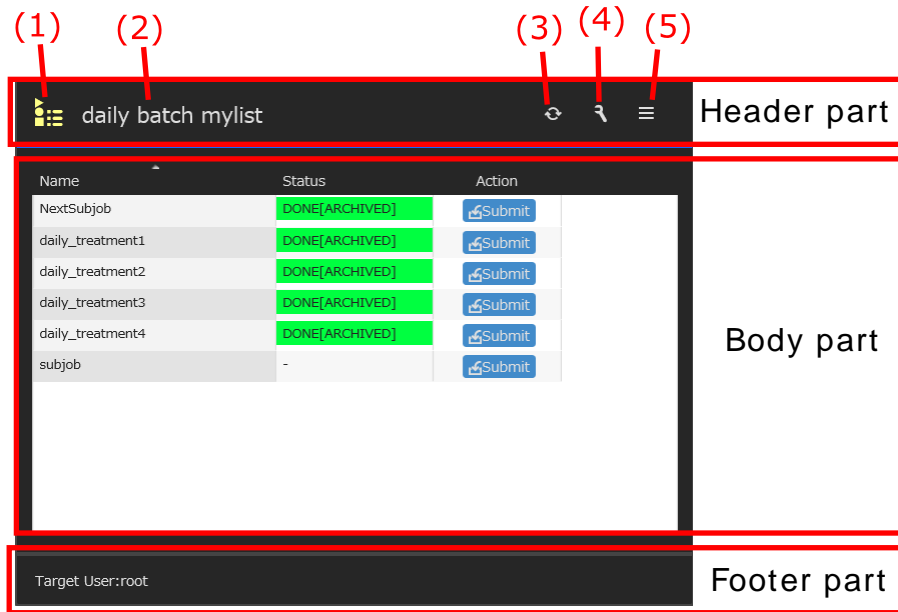 (1) (2) (3) (4) (5)
daily batch mylist
Header part
Name Status Action
NextSubjob DONE[ARCHIVED] Submit
daily_treatment1 DONE[ARCHIVED] Submit
daily_treatment2 DONE[ARCHIVED] Submit
daily_treatment3 DONE[ARCHIVED] Submit
daily_treatment4 DONE[ARCHIVED] Submit
subjob - Submit
Body part
Target User:root
Footer part